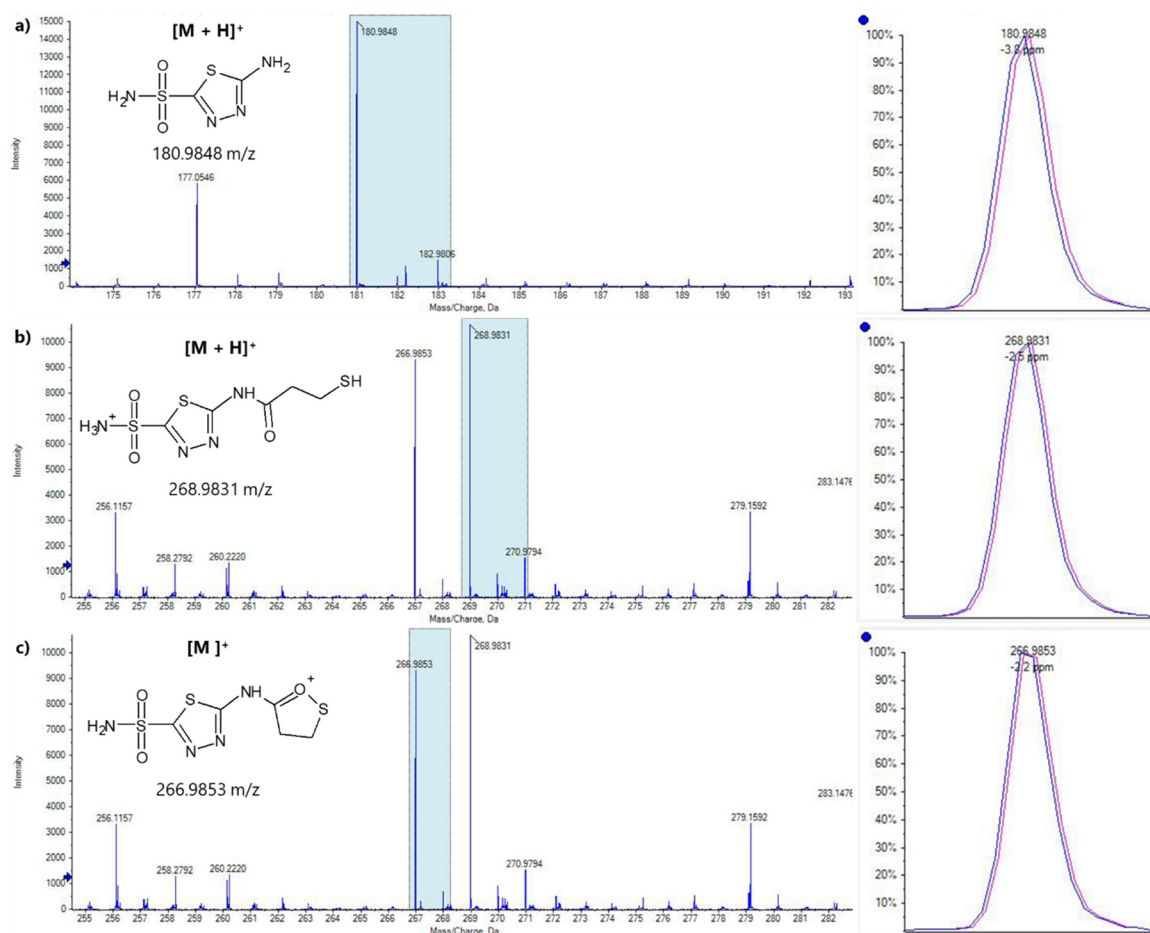 a)
[M + H]+
H2N
S
O
O
S
N
N
NH2
180.9848 m/z
Intensity
15000
14000
13000
12000
11000
10000
9000
8000
7000
6000
5000
4000
3000
2000
1000
0
177.0546
180.9848
182.9806
175 176 177 178 179 180 181 182 183 184 185 186 187 188 189 190 191 192 193
Mass/Charge, Da
180.9848
-3.8 ppm
100%
90%
80%
70%
60%
50%
40%
30%
20%
10%
b)
[M + H]+
H3N+
S
O
O
S
N
N
NH
O
SH
268.9831 m/z
Intensity
10000
9000
8000
7000
6000
5000
4000
3000
2000
1000
0
256.1157
258.2792
260.2220
266.9853
268.9831
270.9794
279.1592
283.1476
255 256 257 258 259 260 261 262 263 264 265 266 267 268 269 270 271 272 273 274 275 276 277 278 279 280 281 282
Mass/Charge, Da
268.9831
-2.5 ppm
100%
90%
80%
70%
60%
50%
40%
30%
20%
10%
c)
[M ]+
H2N
S
O
O
S
N
N
NH
O+
S
266.9853 m/z
Intensity
10000
9000
8000
7000
6000
5000
4000
3000
2000
1000
0
256.1157
258.2792
260.2220
266.9853
268.9831
270.9794
279.1592
283.1476
255 256 257 258 259 260 261 262 263 264 265 266 267 268 269 270 271 272 273 274 275 276 277 278 279 280 281 282
Mass/Charge, Da
266.9853
-2.2 ppm
100%
90%
80%
70%
60%
50%
40%
30%
20%
10%